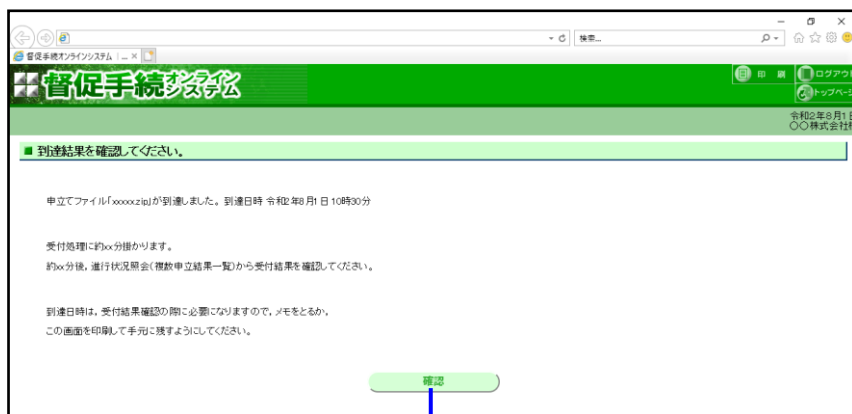 検索...
督促手続オンラインシステム | ... ×
督促手続オンラインシステム
印 刷
ログアウト
トップページ
令和2年8月1日
〇〇株式会社
■ 到達結果を確認してください。
申立てファイル「xxxxx.zip」が到達しました。到達日時 令和2年8月1日10時30分
受付処理に約xx分掛かります。
約xx分後，進行状況照会(複数申立結果一覧)から受付結果を確認してください。
到達日時は，受付結果確認の際に必要になりますので，メモをとるか，
この画面を印刷して手元に残すようにしてください。
確認